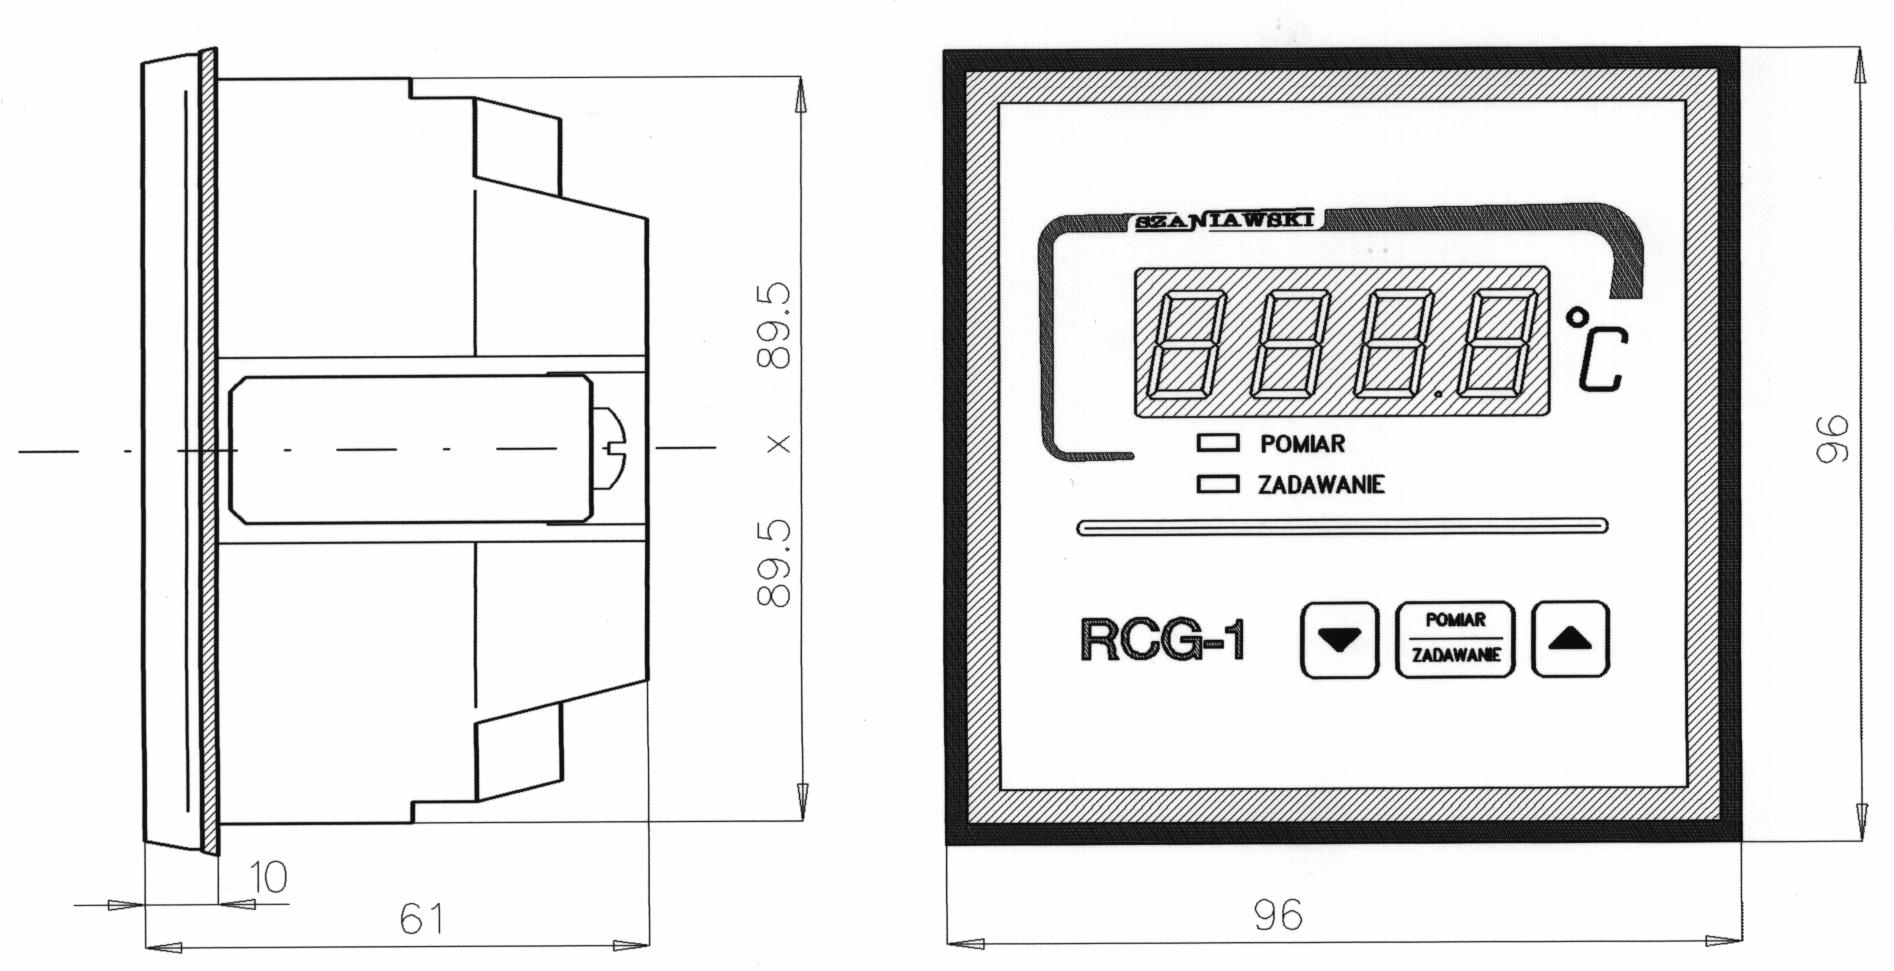 89.5 x 89.5
10
61
SZANIAWSKI
°C
POMIAR
ZADAWANIE
RCG-1
POMIAR
ZADAWANIE
96
96